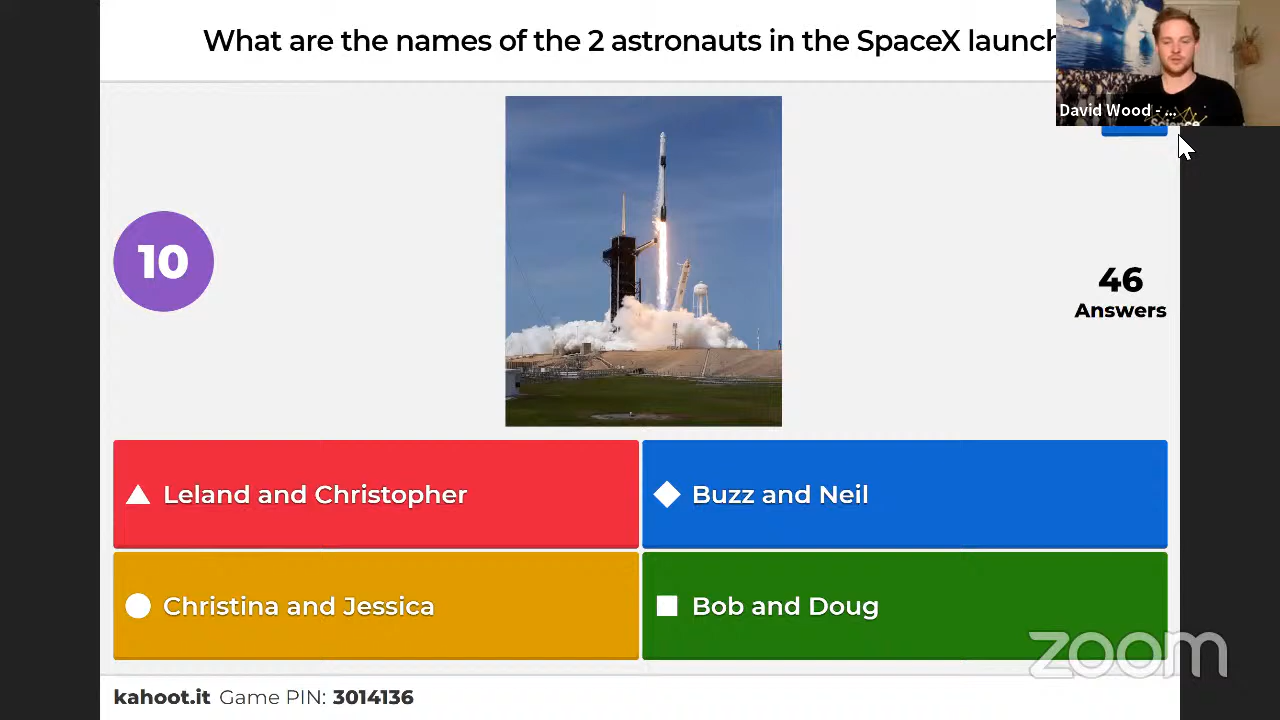 What are the names of the 2 astronauts in the SpaceX launch
David Wood - ...
Science
10
46
Answers
Leland and Christopher
Buzz and Neil
Christina and Jessica
Bob and Doug
zoom
kahoot.it Game PIN: 3014136